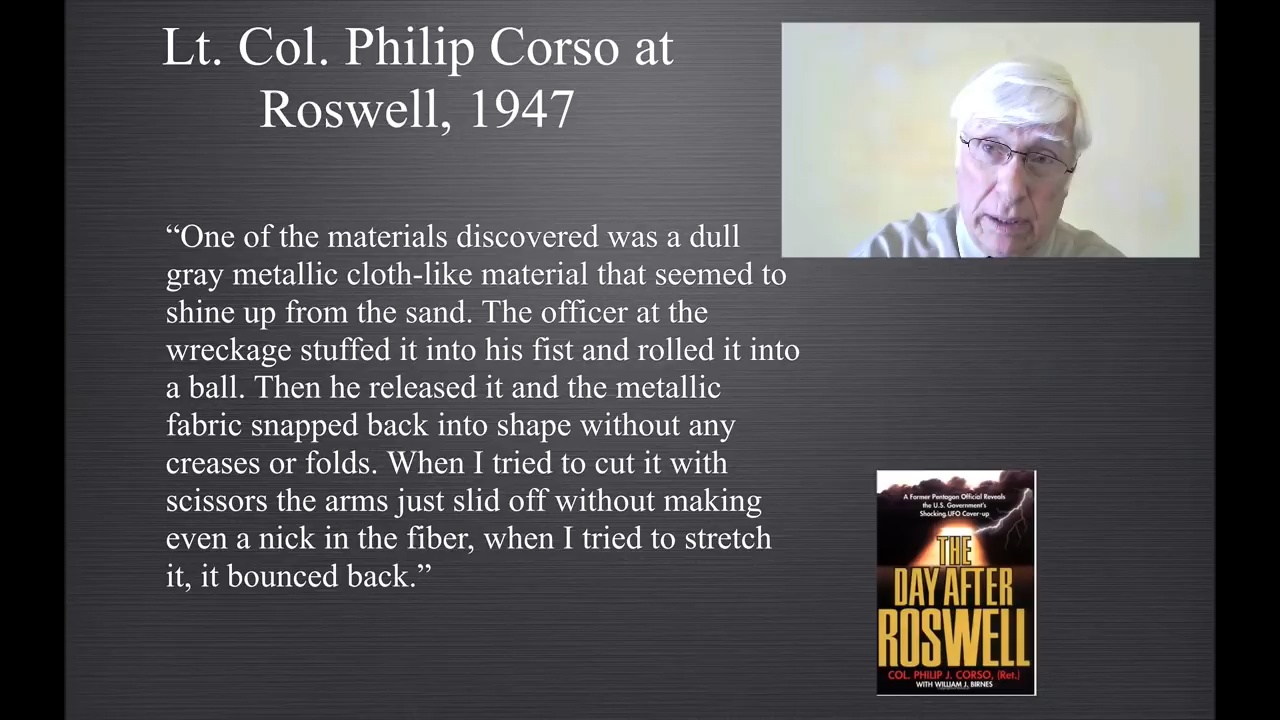 Lt. Col. Philip Corso at
Roswell, 1947
“One of the materials discovered was a dull
gray metallic cloth-like material that seemed to
shine up from the sand. The officer at the
wreckage stuffed it into his fist and rolled it into
a ball. Then he released it and the metallic
fabric snapped back into shape without any
creases or folds. When I tried to cut it with
scissors the arms just slid off without making
even a nick in the fiber, when I tried to stretch
it, it bounced back.”
A Former Pentagon Official Reveals
the U.S. Government's
Shocking UFO Cover-up
THE
DAY AFTER
ROSWELL
COL. PHILIP J. CORSO, (Ret.)
WITH WILLIAM J. BIRNES